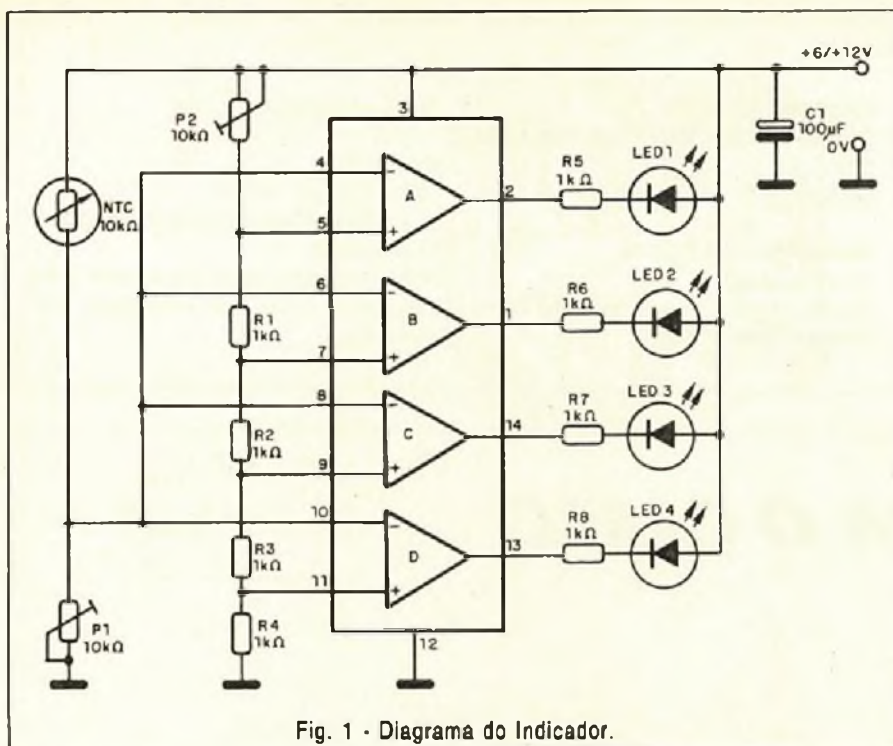 +6/+12V
P2
10kΩ
3
C1
100µF
0V
4
A
2
R5
1kΩ
LED1
NTC
10kΩ
5
6
B
1
R6
1kΩ
LED2
R1
1kΩ
7
8
C
14
R7
1kΩ
LED3
R2
1kΩ
9
10
D
13
R8
1kΩ
LED4
R3
1kΩ
11
P1
10kΩ
R4
1kΩ
12
Fig. 1 - Diagrama do Indicador.